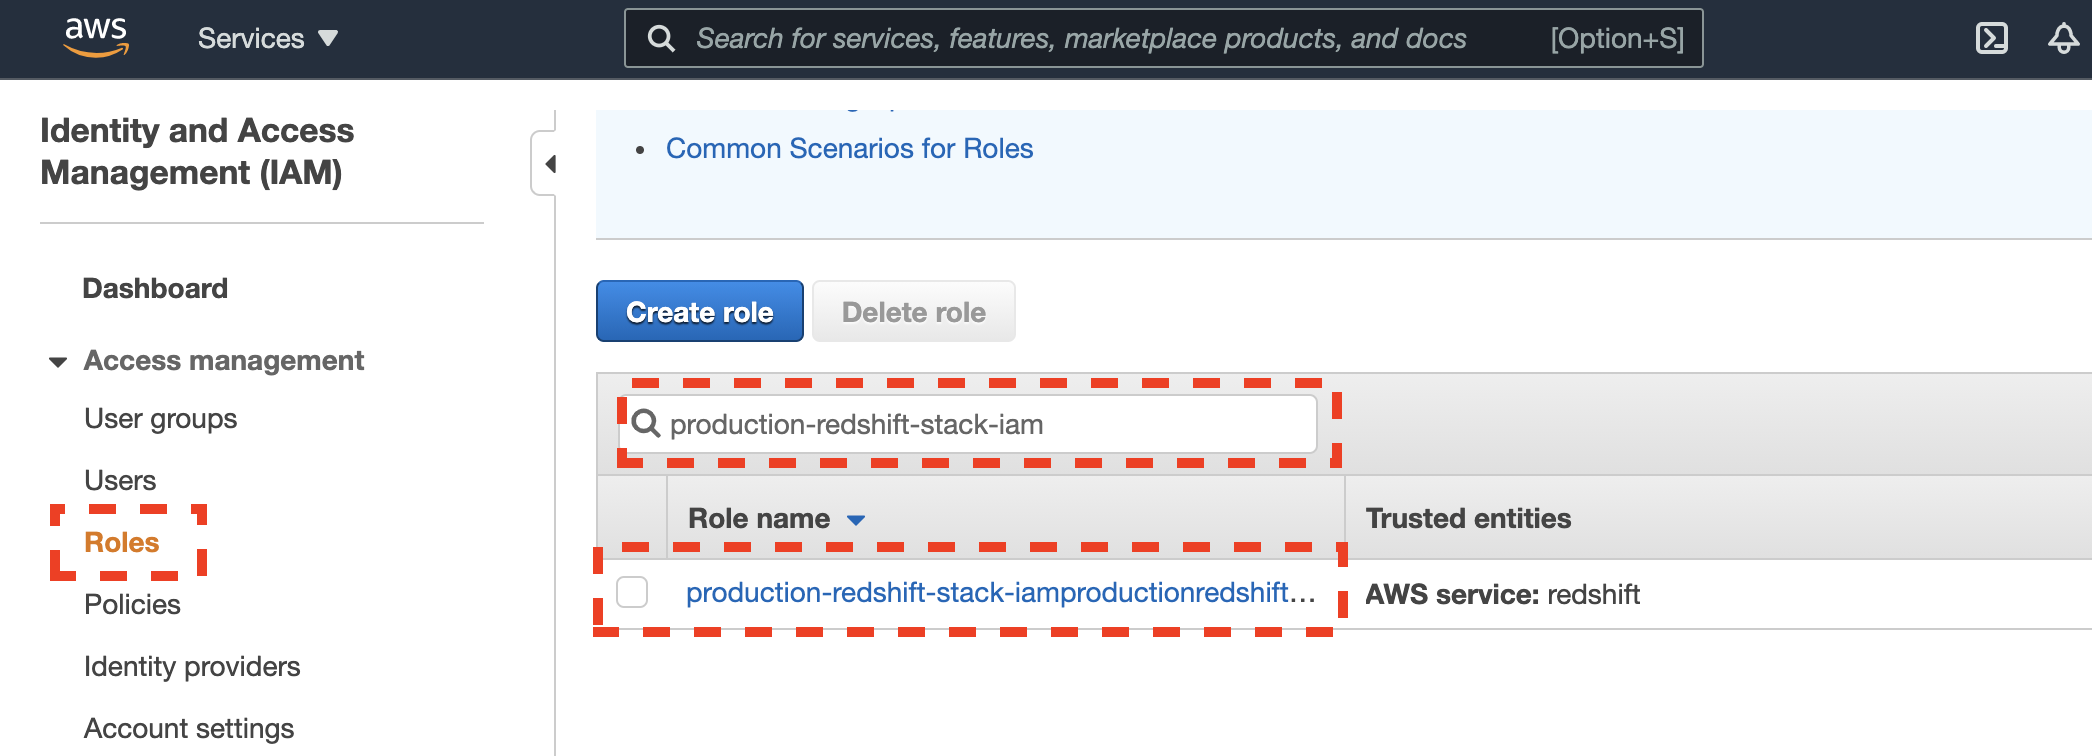 aws
Services
Search for services, features, marketplace products, and docs [Option+S]
Identity and Access
Management (IAM)
Dashboard
Access management
User groups
Users
Roles
Policies
Identity providers
Account settings
• Common Scenarios for Roles
Create role Delete role
production-redshift-stack-iam
Role name Trusted entities
production-redshift-stack-iamproductionredshift... AWS service: redshift